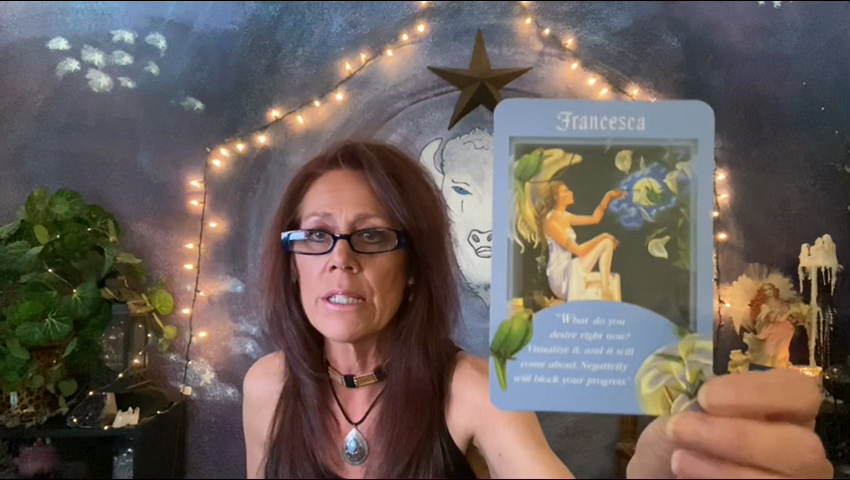 Francesca
"What do you
desire right now?
Visualize it, and it will
come about. Negativity
will block your progress"